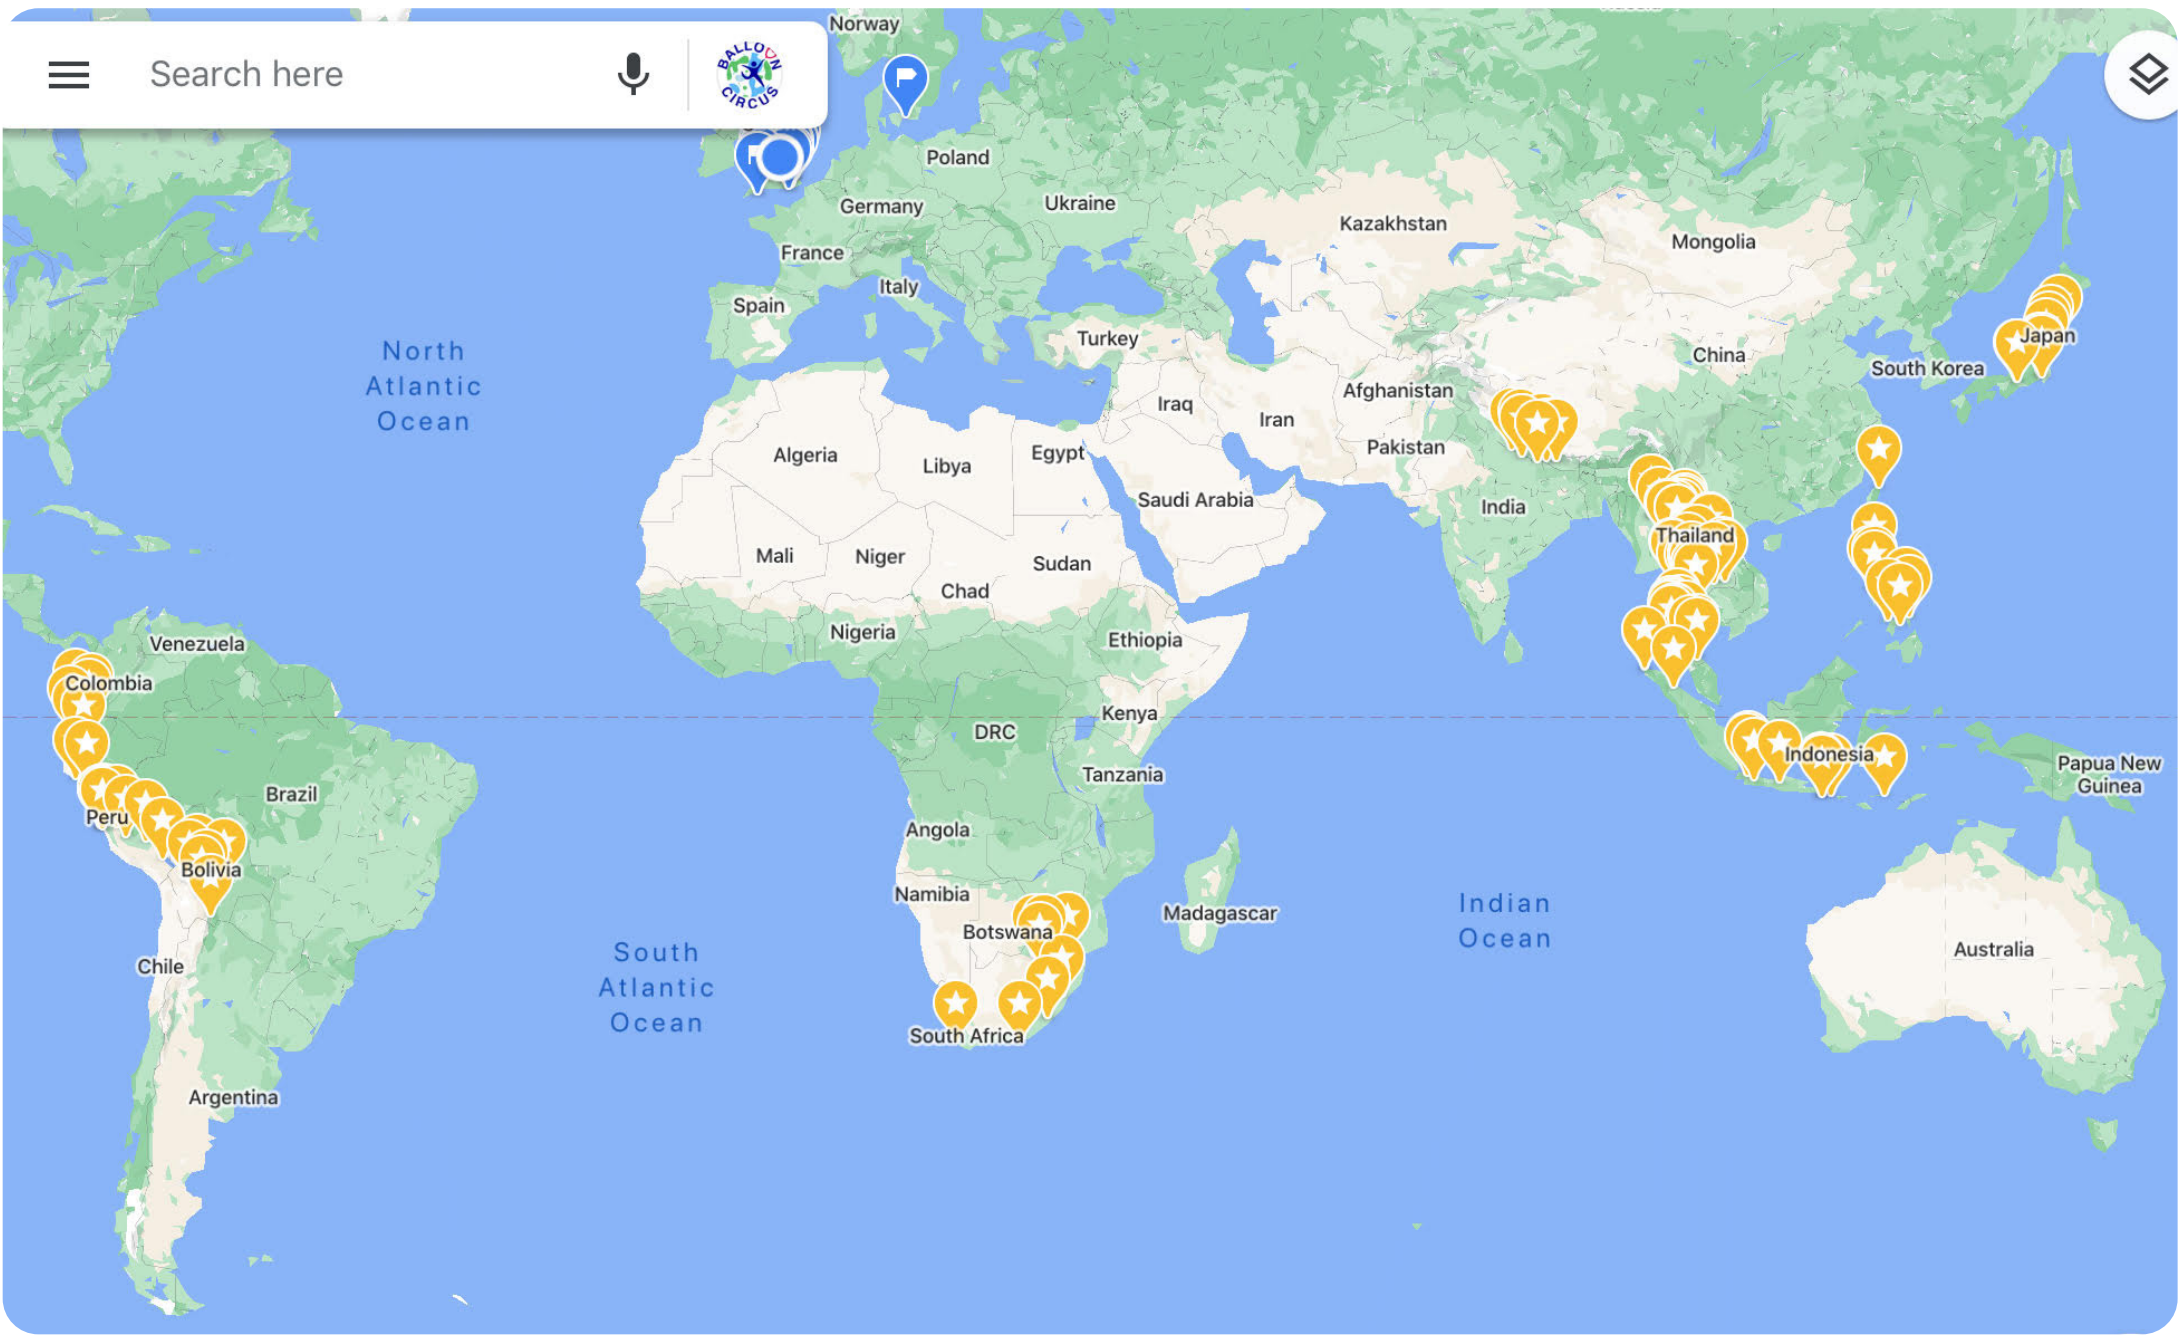 Norway
Search here
BALLOON
CIRCUS
Poland
Germany
Ukraine
Kazakhstan
Mongolia
France
Italy
Spain
Turkey
Japan
North
Atlantic
Ocean
China
South Korea
Afghanistan
Iraq
Iran
Algeria
Libya
Egypt
Pakistan
Saudi Arabia
India
Thailand
Mali
Niger
Sudan
Chad
Nigeria
Ethiopia
Venezuela
Colombia
Kenya
DRC
Indonesia
Papua New
Guinea
Tanzania
Brazil
Peru
Angola
Bolivia
Namibia
Madagascar
Indian
Ocean
Botswana
Australia
South
Atlantic
Ocean
Chile
South Africa
Argentina